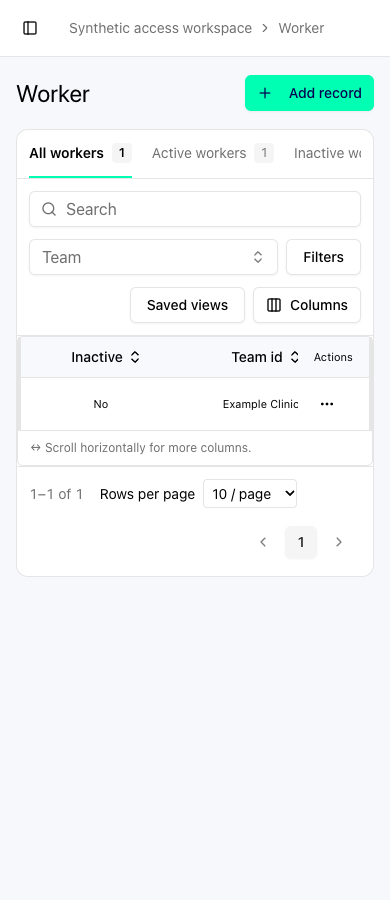 Synthetic access workspace > Worker
Worker
Add record
All workers 1 Active workers 1 Inactive wo
Search
Team
Filters
Saved views
Columns
Inactive Team id Actions
No Example Clinic ...
↔ Scroll horizontally for more columns.
1–1 of 1 Rows per page 10 / page
1